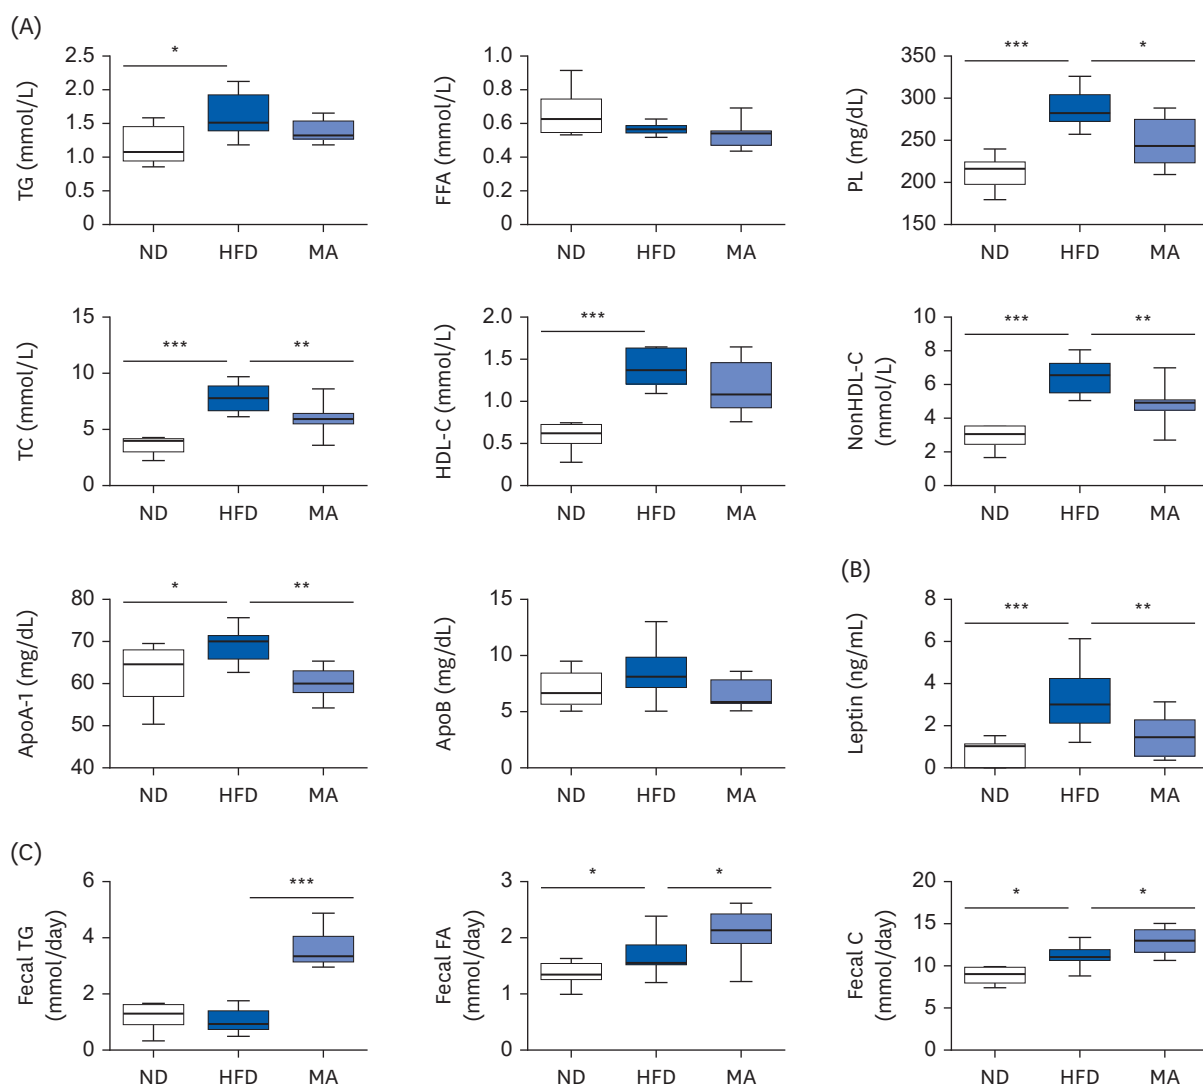 (A)
TG (mmol/L)
2.5
2.0
1.5
1.0
0.5
0
*
ND HFD MA
FFA (mmol/L)
1.0
0.8
0.6
0.4
0.2
0
ND HFD MA
PL (mg/dL)
350
300
250
200
150
*** *
ND HFD MA
TC (mmol/L)
15
10
5
0
*** **
ND HFD MA
HDL-C (mmol/L)
2.0
1.5
1.0
0.5
0
***
ND HFD MA
NonHDL-C
(mmol/L)
10
8
6
4
2
0
*** **
ND HFD MA
ApoA-1 (mg/dL)
80
70
60
50
40
* **
ND HFD MA
ApoB (mg/dL)
15
10
5
0
ND HFD MA
(B)
Leptin (ng/mL)
8
6
4
2
0
*** **
ND HFD MA
(C)
Fecal TG
(mmol/day)
6
4
2
0
***
ND HFD MA
Fecal FA
(mmol/day)
3
2
1
0
* *
ND HFD MA
Fecal C
(mmol/day)
20
15
10
5
0
* *
ND HFD MA